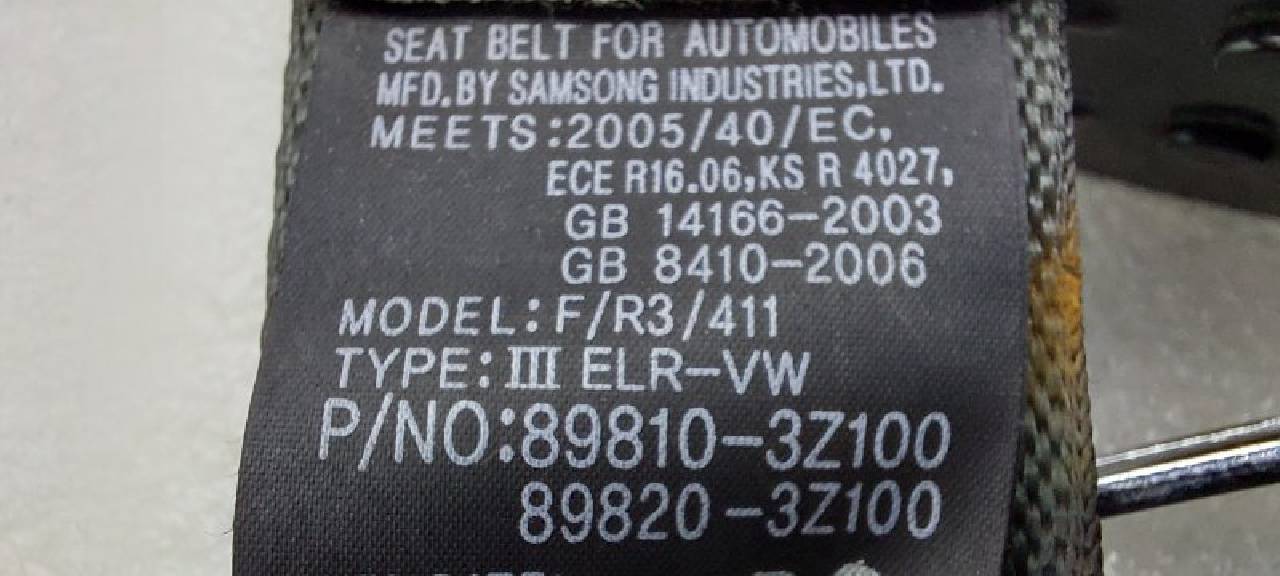 SEAT BELT FOR AUTOMOBILES
MFD.BY SAMSONG INDUSTRIES,LTD.
MEETS:2005/40/EC,
ECE R16.06,KS R 4027,
GB 14166-2003
GB 8410-2006
MODEL:F/R3/411
TYPE:Ⅲ ELR-VW
P/NO:89810-3Z100
89820-3Z100